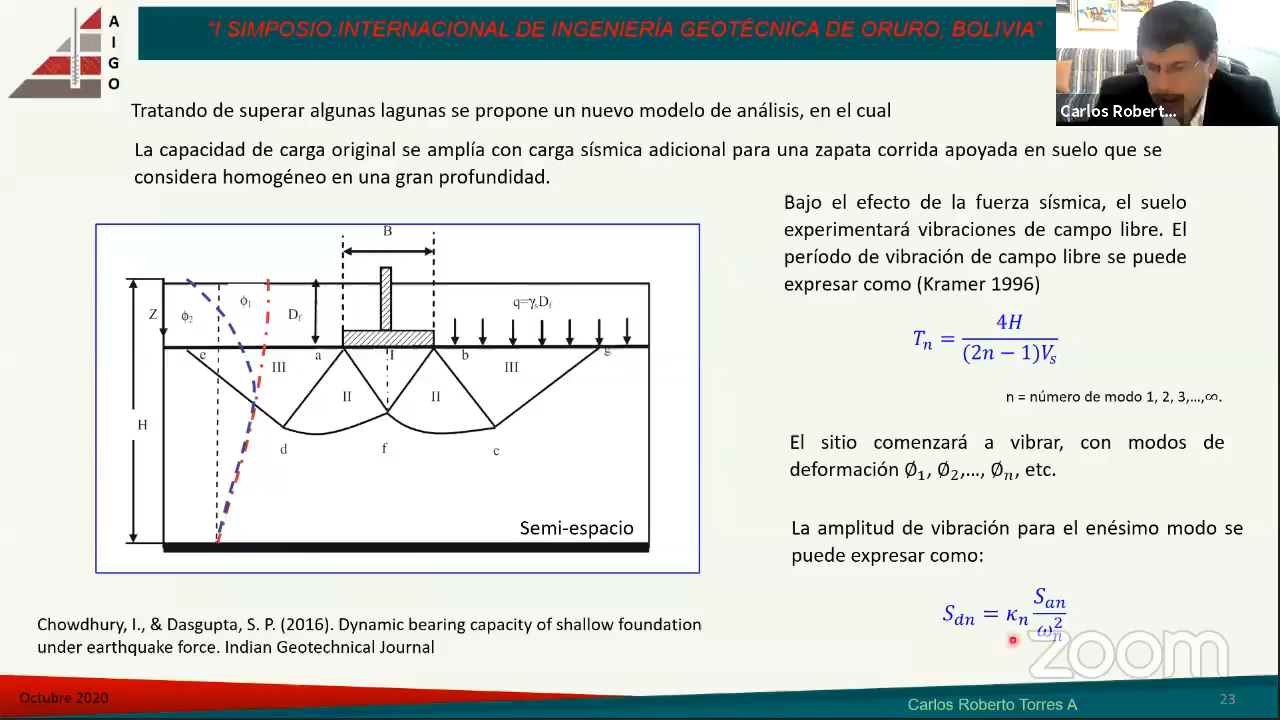 A
I
G
O
"I SIMPOSIO INTERNACIONAL DE INGENIERÍA GEOTÉCNICA DE ORURO, BOLIVIA"
Carlos Robert...
Tratando de superar algunas lagunas se propone un nuevo modelo de análisis, en el cual
La capacidad de carga original se amplía con carga sísmica adicional para una zapata corrida apoyada en suelo que se
considera homogéneo en una gran profundidad.
B
Z
ϕ2
ϕ1
Df
q=γsDf
e
III
a
I
b
III
g
II
II
H
d
f
c
Semi-espacio
Chowdhury, I., & Dasgupta, S. P. (2016). Dynamic bearing capacity of shallow foundation
under earthquake force. Indian Geotechnical Journal
Bajo el efecto de la fuerza sísmica, el suelo
experimentará vibraciones de campo libre. El
período de vibración de campo libre se puede
expresar como (Kramer 1996)
Tn = 4H / (2n − 1)Vs
n = número de modo 1, 2, 3,...,∞.
El sitio comenzará a vibrar, con modos de
deformación Ø1, Ø2,..., Øn, etc.
La amplitud de vibración para el enésimo modo se
puede expresar como:
Sdn = κn San / ωn²
zoom
Octubre 2020
Carlos Roberto Torres A
23